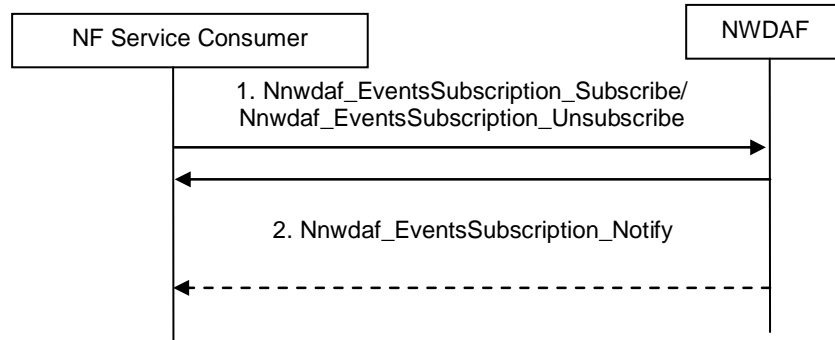 NF Service Consumer
NWDAF
1. Nnwdaf_EventsSubscription_Subscribe/
Nnwdaf_EventsSubscription_Unsubscribe
2. Nnwdaf_EventsSubscription_Notify